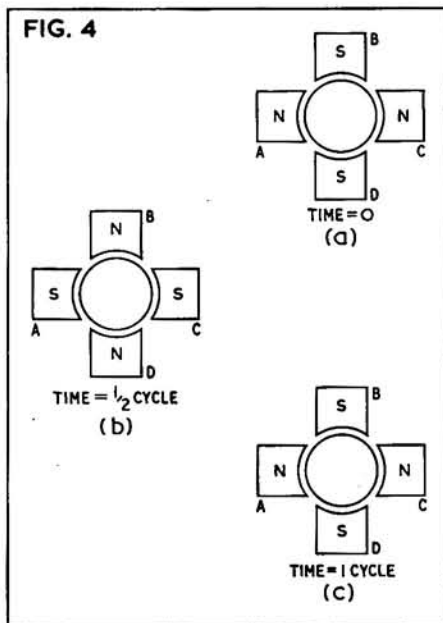 FIG. 4
B
S
N
N
A
C
S
D
TIME = 0
(a)
B
N
S
S
A
C
N
D
TIME = 1/2 CYCLE
(b)
B
S
N
N
A
C
S
D
TIME = 1 CYCLE
(c)